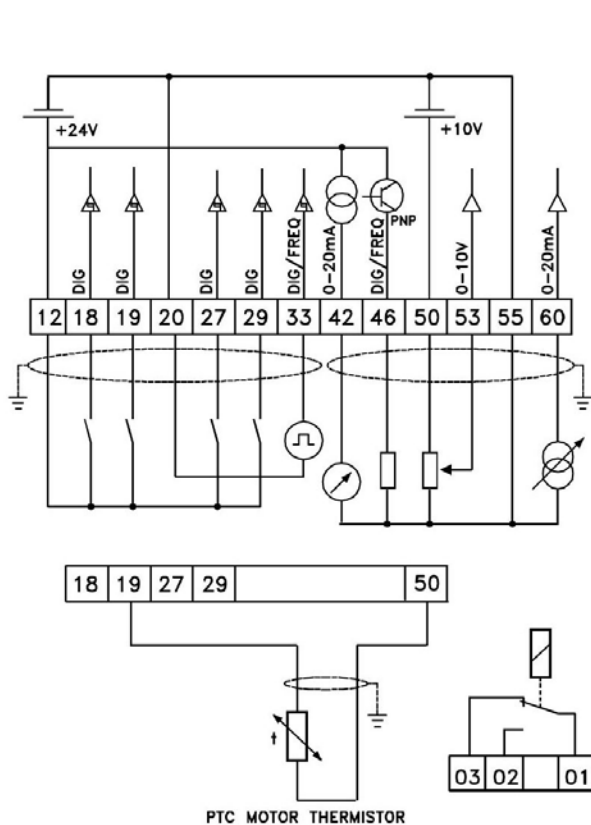 +24V
+10V
PNP
DIG
DIG
DIG
DIG
DIG/FREQ
0-20mA
DIG/FREQ
0-10V
0-20mA
12 18 19 20 27 29 33 42 46 50 53 55 60
18 19 27 29 50
t
03 02 01
PTC MOTOR THERMISTOR